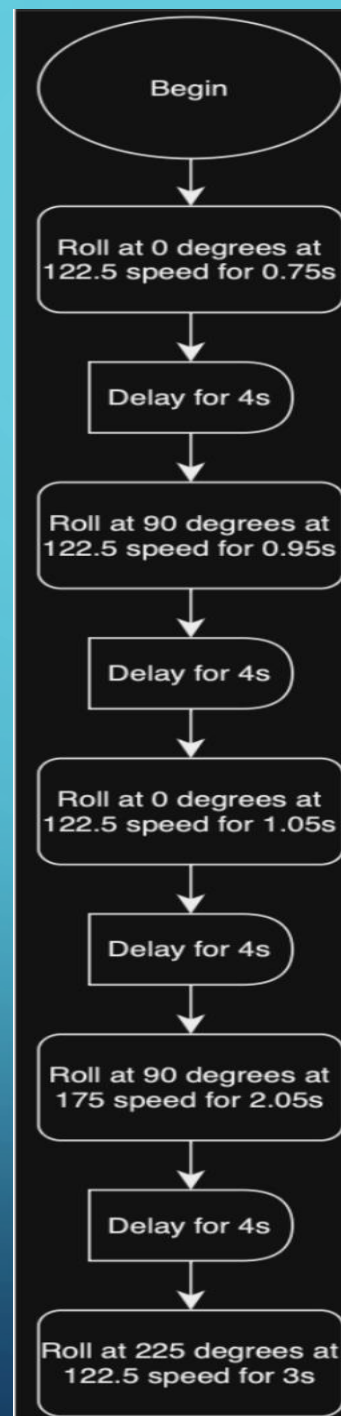 Begin
Roll at 0 degrees at
122.5 speed for 0.75s
Delay for 4s
Roll at 90 degrees at
122.5 speed for 0.95s
Delay for 4s
Roll at 0 degrees at
122.5 speed for 1.05s
Delay for 4s
Roll at 90 degrees at
175 speed for 2.05s
Delay for 4s
Roll at 225 degrees at
122.5 speed for 3s